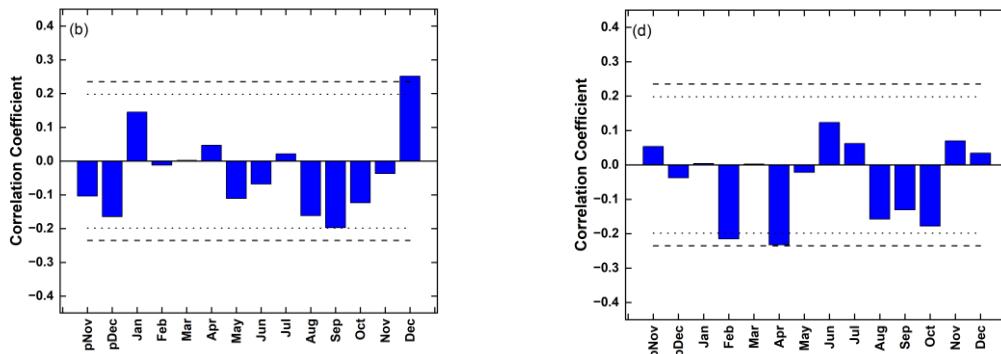 (b)
Correlation Coefficient
0.4
0.3
0.2
0.1
0.0
−0.1
−0.2
−0.3
−0.4
pNov
pDec
Jan
Feb
Mar
Apr
May
Jun
Jul
Aug
Sep
Oct
Nov
Dec
(d)
Correlation Coefficient
0.4
0.3
0.2
0.1
0.0
−0.1
−0.2
−0.3
−0.4
pNov
pDec
Jan
Feb
Mar
Apr
May
Jun
Jul
Aug
Sep
Oct
Nov
Dec